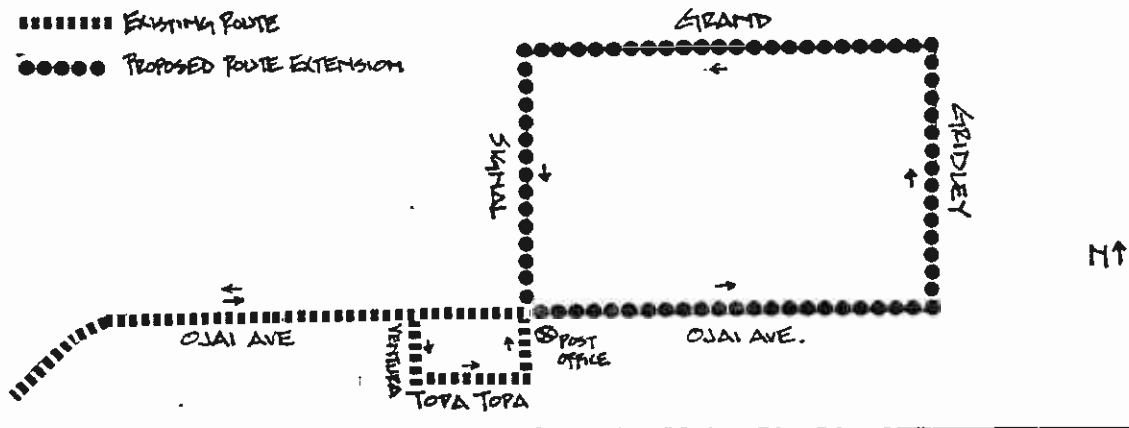 EXISTING ROUTE
PROPOSED ROUTE EXTENSION
GRAND
SIGNAL
GRIDLEY
N
OJAI AVE
VENTURA
POST
OFFICE
OJAI AVE.
TOPA TOPA